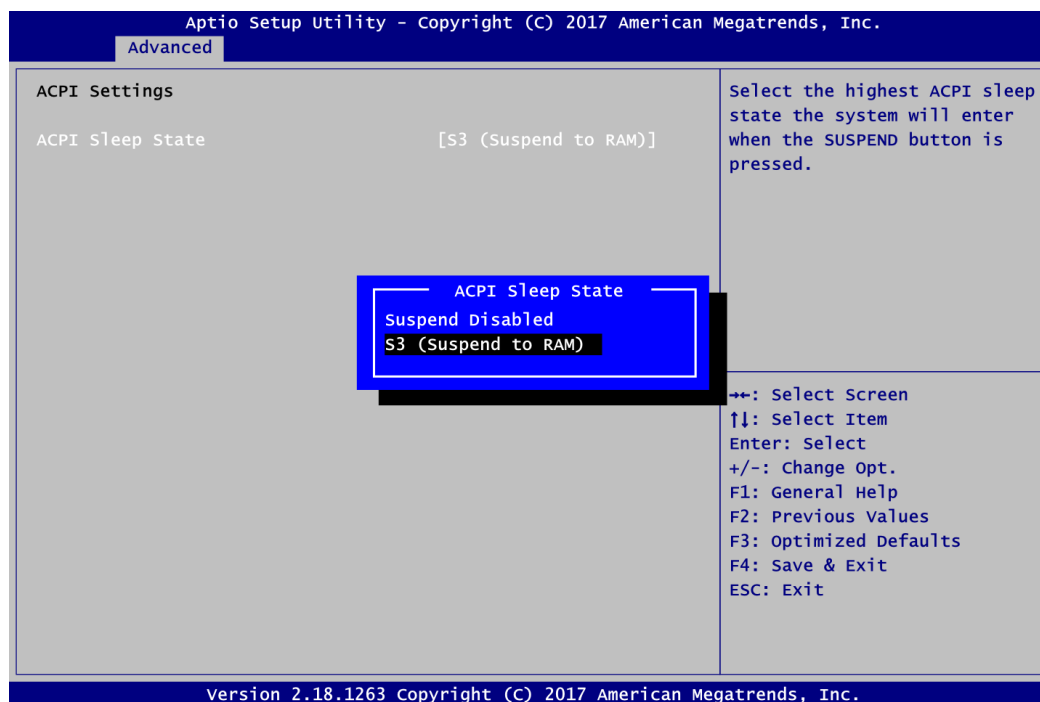 Aptio Setup Utility - Copyright (C) 2017 American Megatrends, Inc.
Advanced
ACPI Settings
ACPI Sleep State [S3 (Suspend to RAM)]
Select the highest ACPI sleep
state the system will enter
when the SUSPEND button is
pressed.
ACPI Sleep State
Suspend Disabled
S3 (Suspend to RAM)
→←: Select Screen
↑↓: Select Item
Enter: Select
+/-: Change Opt.
F1: General Help
F2: Previous Values
F3: Optimized Defaults
F4: Save & Exit
ESC: Exit
Version 2.18.1263 Copyright (C) 2017 American Megatrends, Inc.